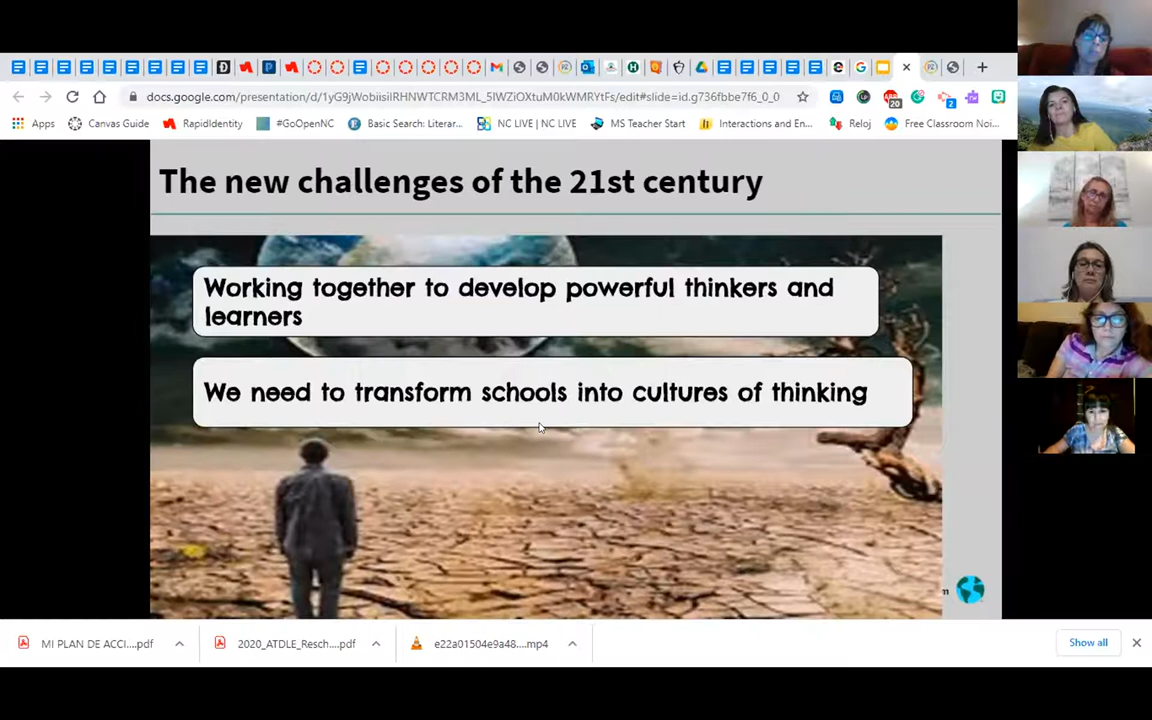 docs.google.com/presentation/d/1yG9jWobiisiIRHNWTCRM3ML_5IWZiOXtuM0kWMRYtFs/edit#slide=id.g736fbbe7f6_0_0
20
2
Apps
Canvas Guide
RapidIdentity
#GoOpenNC
Basic Search: Literar...
NC LIVE | NC LIVE
MS Teacher Start
Interactions and En...
Reloj
Free Classroom Noi...
The new challenges of the 21st century
Working together to develop powerful thinkers and
learners
We need to transform schools into cultures of thinking
MI PLAN DE ACCI....pdf
2020_ATDLE_Resch....pdf
e22a01504e9a48....mp4
Show all